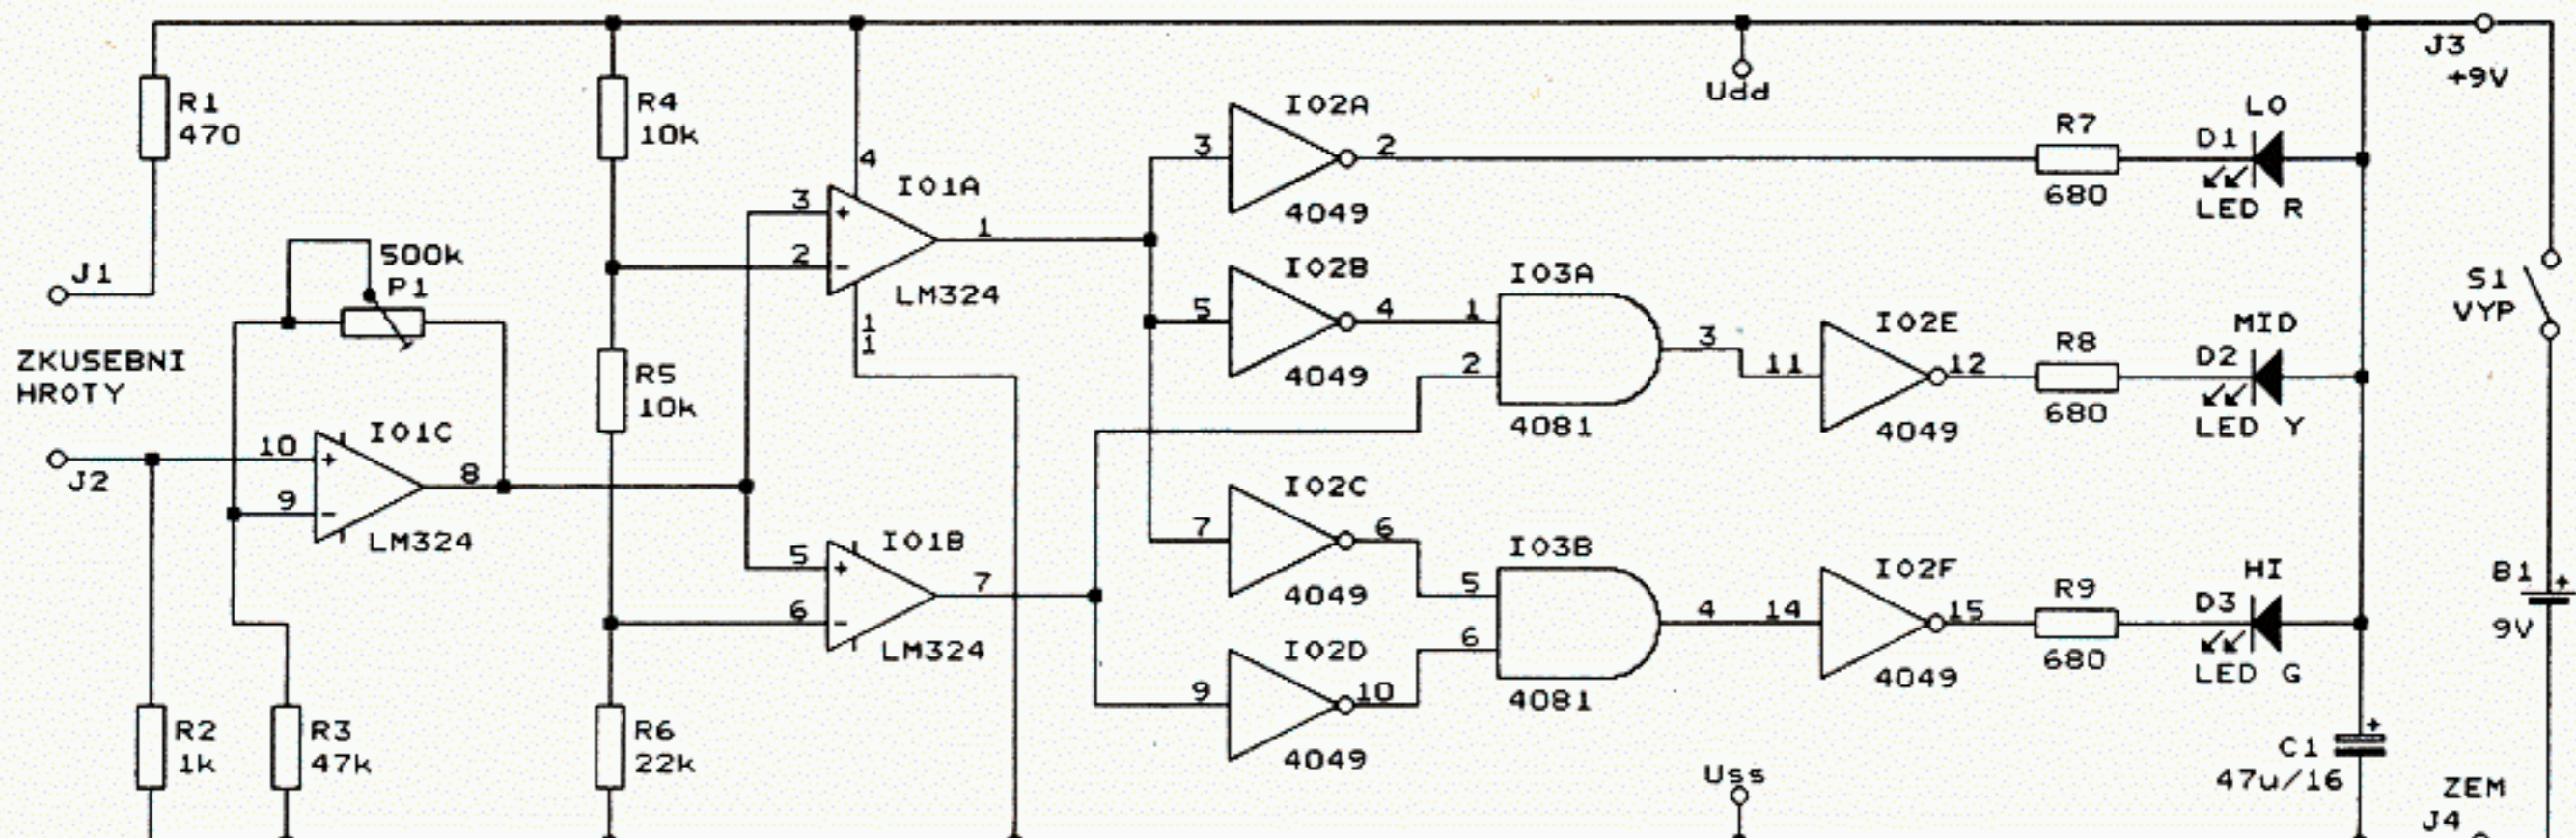 J3
+9V
Udd
R1
470
R4
10k
4
IO1A
3
+
2
-
1
LM324
1
1
IO2A
3
2
4049
R7
680
LO
D1
LED R
J1
500k
P1
IO2B
5
4
4049
IO3A
1
2
3
4081
IO2E
11
12
4049
R8
680
MID
D2
LED Y
S1
VYP
ZKUSEBNI
HROTY
R5
10k
IO1C
10
+
9
-
8
LM324
J2
IO1B
5
+
6
-
7
LM324
IO2C
7
6
4049
IO2D
9
10
4049
IO3B
5
6
4
4081
IO2F
14
15
4049
R9
680
HI
D3
LED G
B1
+
9V
R2
1k
R3
47k
R6
22k
Uss
+
C1
47u/16
ZEM
J4